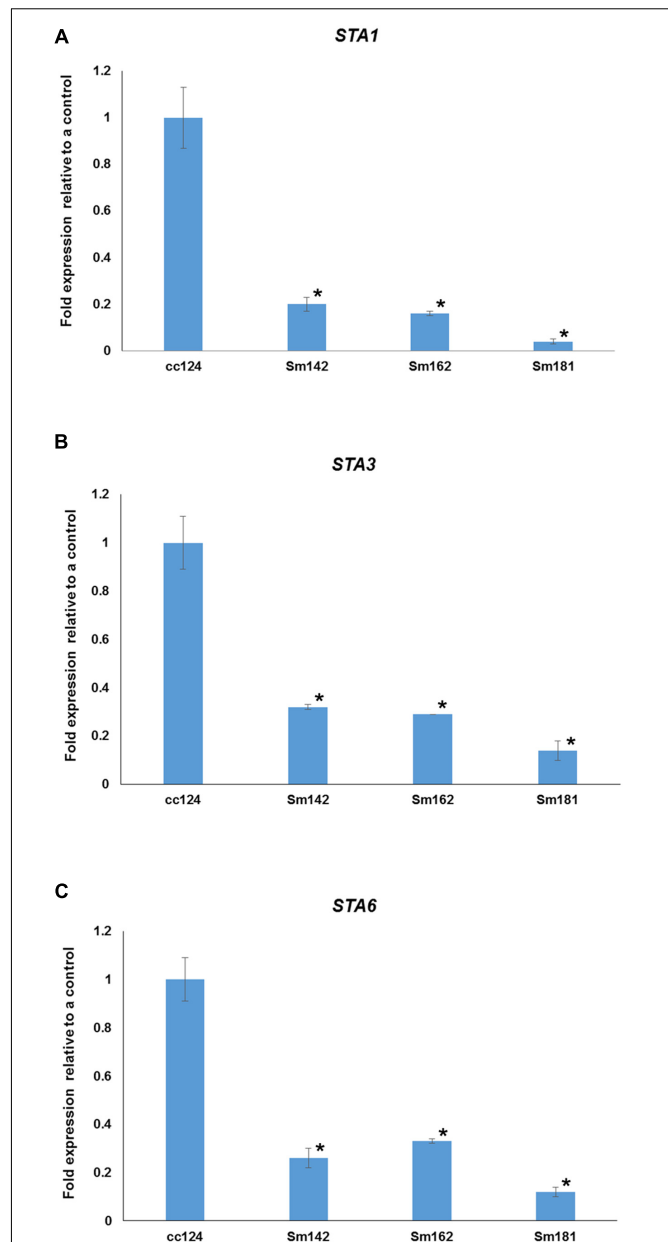 A
STA1
Fold expression relative to a control
1.2
1
0.8
0.6
0.4
0.2
0
*
*
*
cc124 Sm142 Sm162 Sm181
B
STA3
Fold expression relative to a control
1.2
1
0.8
0.6
0.4
0.2
0
*
*
*
cc124 Sm142 Sm162 Sm181
C
STA6
Fold expression relative to a control
1.2
1
0.8
0.6
0.4
0.2
0
*
*
*
cc124 Sm142 Sm162 Sm181